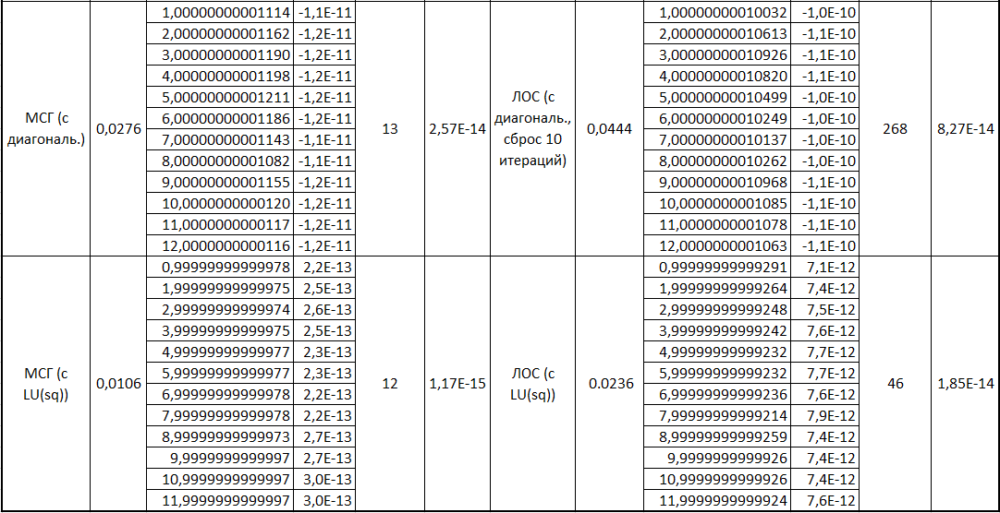 МСГ (с диагональ.)
0,0276
1,00000000001114 -1,1E-11
2,00000000001162 -1,2E-11
3,00000000001190 -1,2E-11
4,00000000001198 -1,2E-11
5,00000000001211 -1,2E-11
6,00000000001186 -1,2E-11
7,00000000001143 -1,1E-11
8,00000000001082 -1,1E-11
9,00000000001155 -1,2E-11
10,0000000000120 -1,2E-11
11,0000000000117 -1,2E-11
12,0000000000116 -1,2E-11
13
2,57E-14
ЛОС (с
диагональ.,
сброс 10
итераций)
0,0444
1,00000000010032 -1,0E-10
2,00000000010613 -1,1E-10
3,00000000010926 -1,1E-10
4,00000000010820 -1,1E-10
5,00000000010499 -1,0E-10
6,00000000010249 -1,0E-10
7,00000000010137 -1,0E-10
8,00000000010262 -1,0E-10
9,00000000010968 -1,1E-10
10,0000000001085 -1,1E-10
11,0000000001078 -1,1E-10
12,0000000001063 -1,1E-10
268
8,27E-14
МСГ (с
LU(sq))
0,0106
0,99999999999978 2,2E-13
1,99999999999975 2,5E-13
2,99999999999974 2,6E-13
3,99999999999975 2,5E-13
4,99999999999977 2,3E-13
5,99999999999977 2,3E-13
6,99999999999978 2,2E-13
7,99999999999978 2,2E-13
8,99999999999973 2,7E-13
9,9999999999997 2,7E-13
10,9999999999997 3,0E-13
11,9999999999997 3,0E-13
12
1,17E-15
ЛОС (с
LU(sq))
0.0236
0,99999999999291 7,1E-12
1,99999999999264 7,4E-12
2,99999999999248 7,5E-12
3,99999999999242 7,6E-12
4,99999999999232 7,7E-12
5,99999999999232 7,7E-12
6,99999999999236 7,6E-12
7,99999999999214 7,9E-12
8,99999999999259 7,4E-12
9,9999999999926 7,4E-12
10,9999999999926 7,4E-12
11,9999999999924 7,6E-12
46
1,85E-14